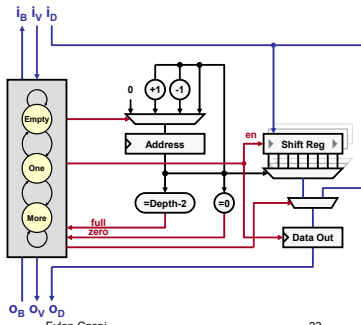 iB iV iD
0 +1 -1
Empty
en
Address
Shift Reg
One
More
=Depth-2 =0
full
zero
Data Out
oB oV oD
22